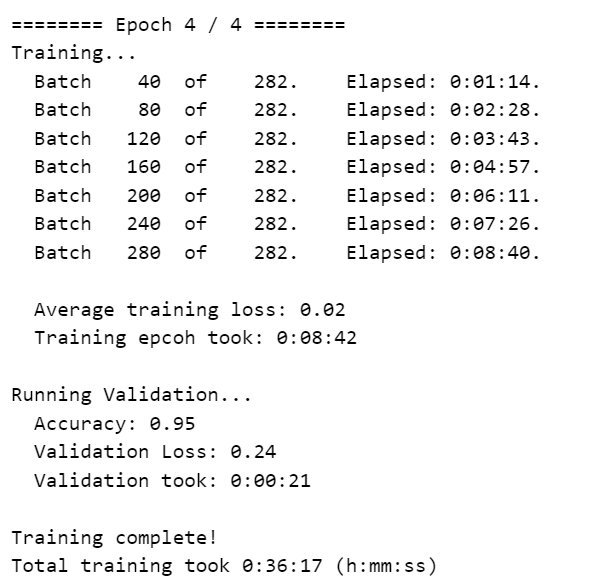 ======== Epoch 4 / 4 ========
Training...
  Batch    40  of    282.    Elapsed: 0:01:14.
  Batch    80  of    282.    Elapsed: 0:02:28.
  Batch   120  of    282.    Elapsed: 0:03:43.
  Batch   160  of    282.    Elapsed: 0:04:57.
  Batch   200  of    282.    Elapsed: 0:06:11.
  Batch   240  of    282.    Elapsed: 0:07:26.
  Batch   280  of    282.    Elapsed: 0:08:40.

  Average training loss: 0.02
  Training epcoh took: 0:08:42

Running Validation...
  Accuracy: 0.95
  Validation Loss: 0.24
  Validation took: 0:00:21

Training complete!
Total training took 0:36:17 (h:mm:ss)